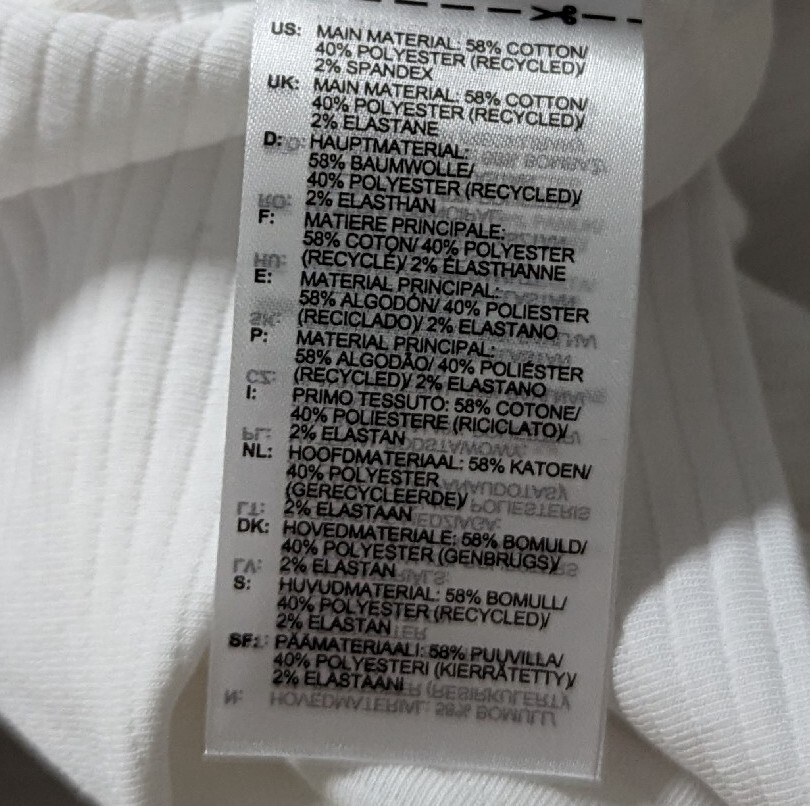 US: MAIN MATERIAL: 58% COTTON/
40% POLYESTER (RECYCLED)/
2% SPANDEX
UK: MAIN MATERIAL: 58% COTTON/
40% POLYESTER (RECYCLED)/
2% ELASTANE
D: HAUPTMATERIAL:
58% BAUMWOLLE/
40% POLYESTER (RECYCLED)/
2% ELASTHAN
F: MATIERE PRINCIPALE:
58% COTON/ 40% POLYESTER
(RECYCLÉ)/ 2% ÉLASTHANNE
E: MATERIAL PRINCIPAL:
58% ALGODÓN/ 40% POLIESTER
(RECICLADO)/ 2% ELASTANO
P: MATERIAL PRINCIPAL:
58% ALGODÃO/ 40% POLIÉSTER
(RECYCLED)/ 2% ELASTANO
I: PRIMO TESSUTO: 58% COTONE/
40% POLIESTERE (RICICLATO)/
2% ELASTAN
NL: HOOFDMATERIAAL: 58% KATOEN/
40% POLYESTER
(GERECYCLEERDE)/
2% ELASTAAN
DK: HOVEDMATERIALE: 58% BOMULD/
40% POLYESTER (GENBRUGS)/
2% ELASTAN
S: HUVUDMATERIAL: 58% BOMULL/
40% POLYESTER (RECYCLED)/
2% ELASTAN
SF: PÄÄMATERIAALI: 58% PUUVILLA/
40% POLYESTERI (KIERRÄTETTY)/
2% ELASTAANI
N: HOVEDMATERIAL: 58% BOMULL/